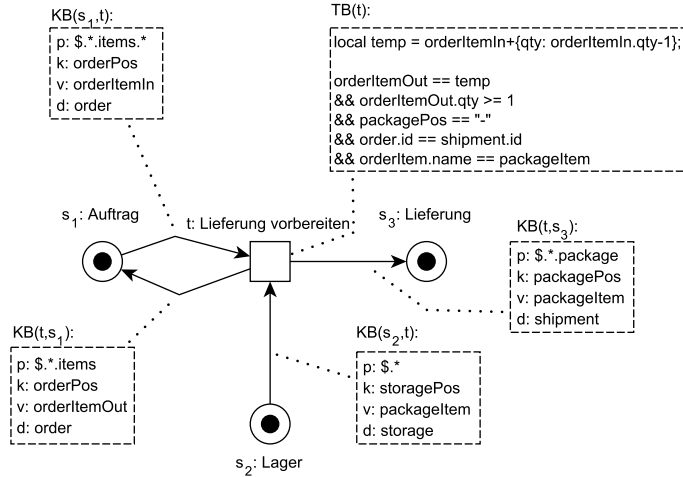 KB(s1,t):
p: $.*.items.*
k: orderPos
v: orderItemIn
d: order
TB(t):
local temp = orderItemIn+{qty: orderItemIn.qty-1};
orderItemOut == temp
&& orderItemOut.qty >= 1
&& packagePos == "-"
&& order.id == shipment.id
&& orderItem.name == packageItem
s1: Auftrag
t: Lieferung vorbereiten
s3: Lieferung
KB(t,s3):
p: $.*.package
k: packagePos
v: packageItem
d: shipment
KB(t,s1):
p: $.*.items
k: orderPos
v: orderItemOut
d: order
KB(s2,t):
p: $.*
k: storagePos
v: packageItem
d: storage
s2: Lager